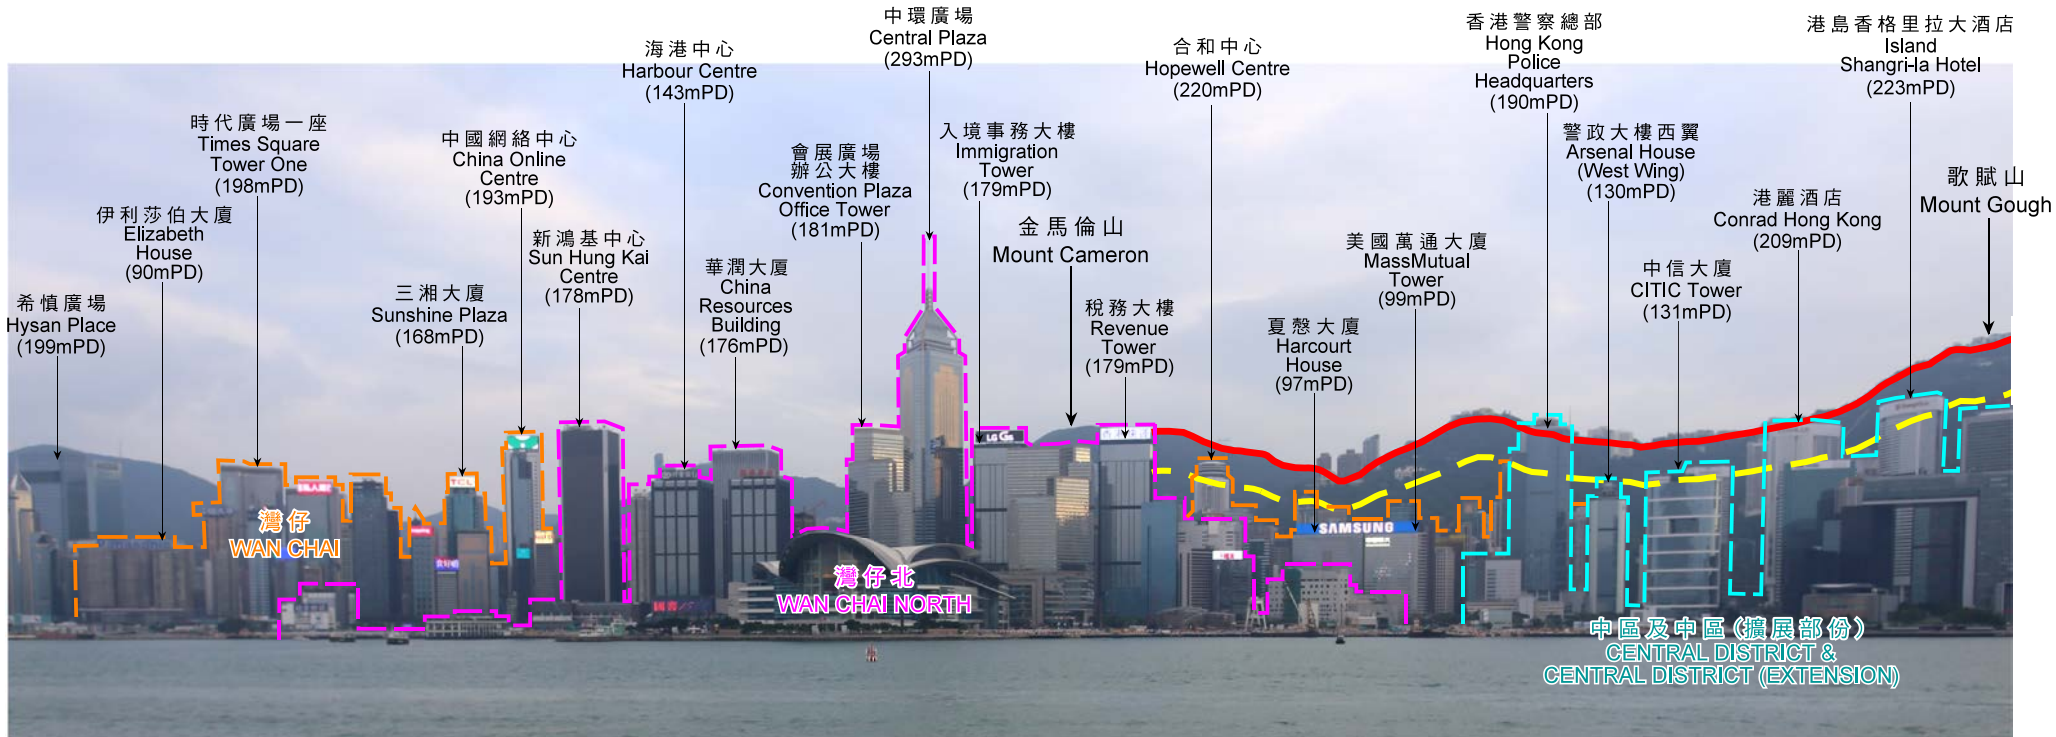 希慎廣場
Hysan Place
(199mPD)
伊利莎伯大廈
Elizabeth
House
(90mPD)
時代廣場一座
Times Square
Tower One
(198mPD)
三湘大廈
Sunshine Plaza
(168mPD)
中國網絡中心
China Online
Centre
(193mPD)
新鴻基中心
Sun Hung Kai
Centre
(178mPD)
海港中心
Harbour Centre
(143mPD)
華潤大厦
China
Resources
Building
(176mPD)
會展廣場
辦公大樓
Convention Plaza
Office Tower
(181mPD)
中環廣場
Central Plaza
(293mPD)
入境事務大樓
Immigration
Tower
(179mPD)
金馬倫山
Mount Cameron
稅務大樓
Revenue
Tower
(179mPD)
合和中心
Hopewell Centre
(220mPD)
夏慤大廈
Harcourt
House
(97mPD)
美國萬通大廈
MassMutual
Tower
(99mPD)
香港警察總部
Hong Kong
Police
Headquarters
(190mPD)
警政大樓西翼
Arsenal House
(West Wing)
(130mPD)
中信大廈
CITIC Tower
(131mPD)
港麗酒店
Conrad Hong Kong
(209mPD)
港島香格里拉大酒店
Island
Shangri-la Hotel
(223mPD)
歌賦山
Mount Gough
灣仔
WAN CHAI
灣仔北
WAN CHAI NORTH
中區及中區(擴展部份)
CENTRAL DISTRICT &
CENTRAL DISTRICT (EXTENSION)
TCL
LG G6
SAMSUNG